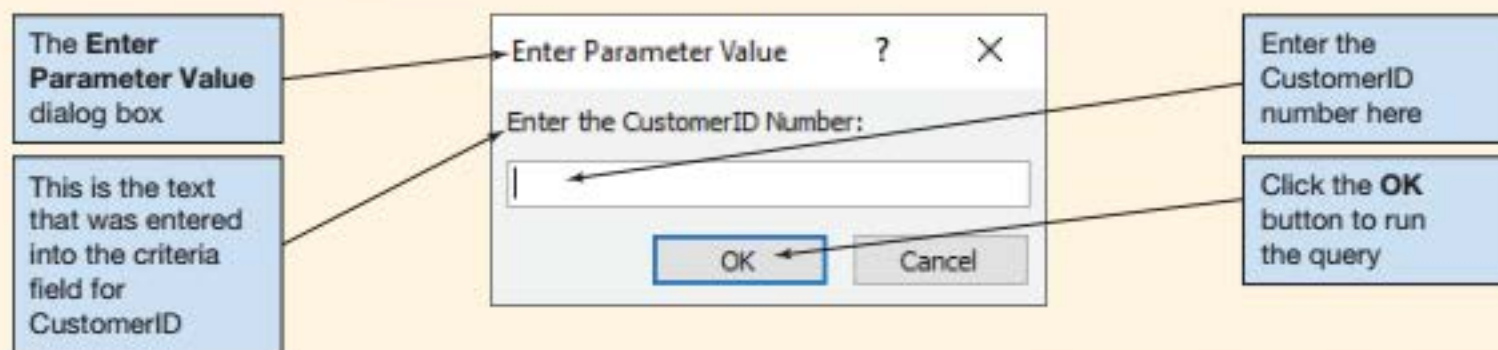 The Enter
Parameter Value
dialog box
This is the text
that was entered
into the criteria
field for
CustomerID
Enter Parameter Value ? ×
Enter the CustomerID Number:
OK Cancel
Enter the
CustomerID
number here
Click the OK
button to run
the query